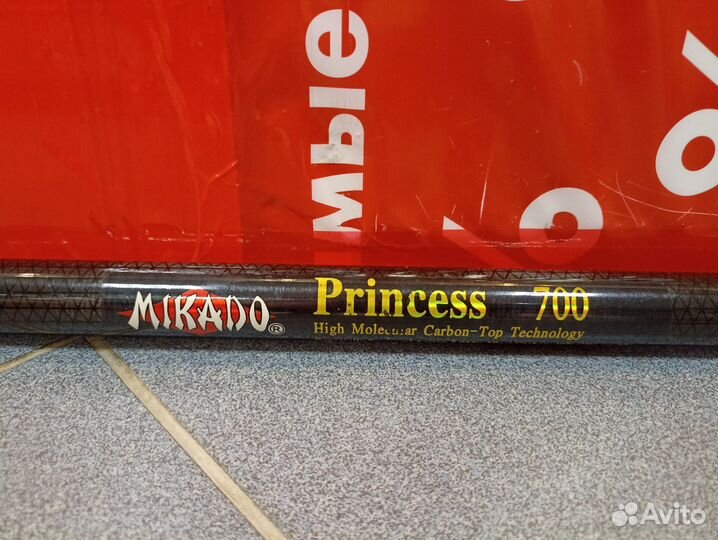 мые
%
%
MIKADO®
Princess 700
High Molecular Carbon-Top Technology
Avito